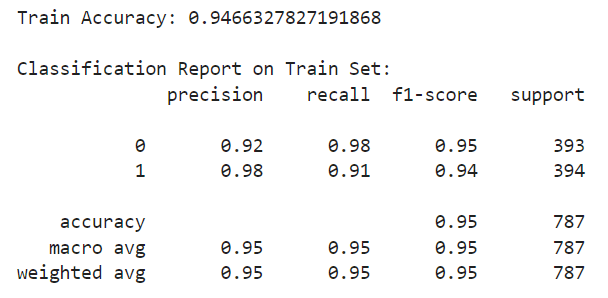 Train Accuracy: 0.9466327827191868
Classification Report on Train Set:
precision recall f1-score support
0 0.92 0.98 0.95 393
1 0.98 0.91 0.94 394
accuracy 0.95 787
macro avg 0.95 0.95 0.95 787
weighted avg 0.95 0.95 0.95 787